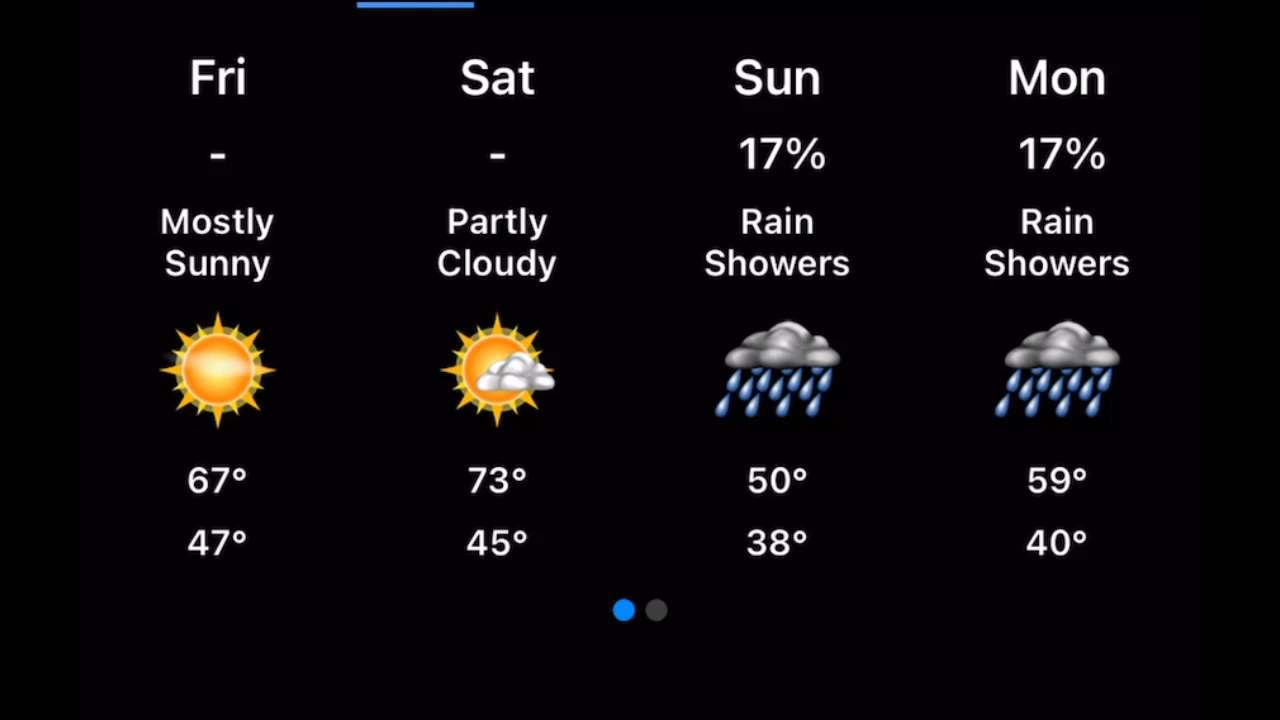 Fri Sat Sun Mon
- - 17% 17%
Mostly Partly Rain Rain
Sunny Cloudy Showers Showers
67° 73° 50° 59°
47° 45° 38° 40°